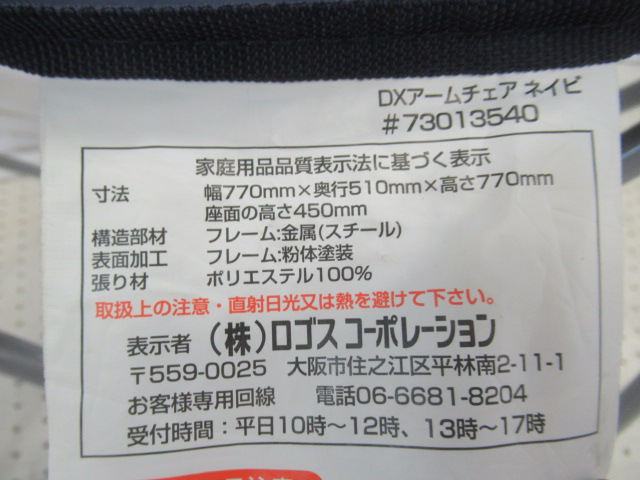 DXアームチェア ネイビ
#73013540
家庭用品品質表示法に基づく表示
寸法 幅770mm×奥行510mm×高さ770mm
座面の高さ450mm
構造部材 フレーム:金属(スチール)
表面加工 フレーム:粉体塗装
張り材 ポリエステル100%
取扱上の注意・直射日光又は熱を避けて下さい。
表示者 (株)ロゴス コーポレーション
〒559-0025 大阪市住之江区平林南2-11-1
お客様専用回線 電話06-6681-8204
受付時間:平日10時～12時、13時～17時